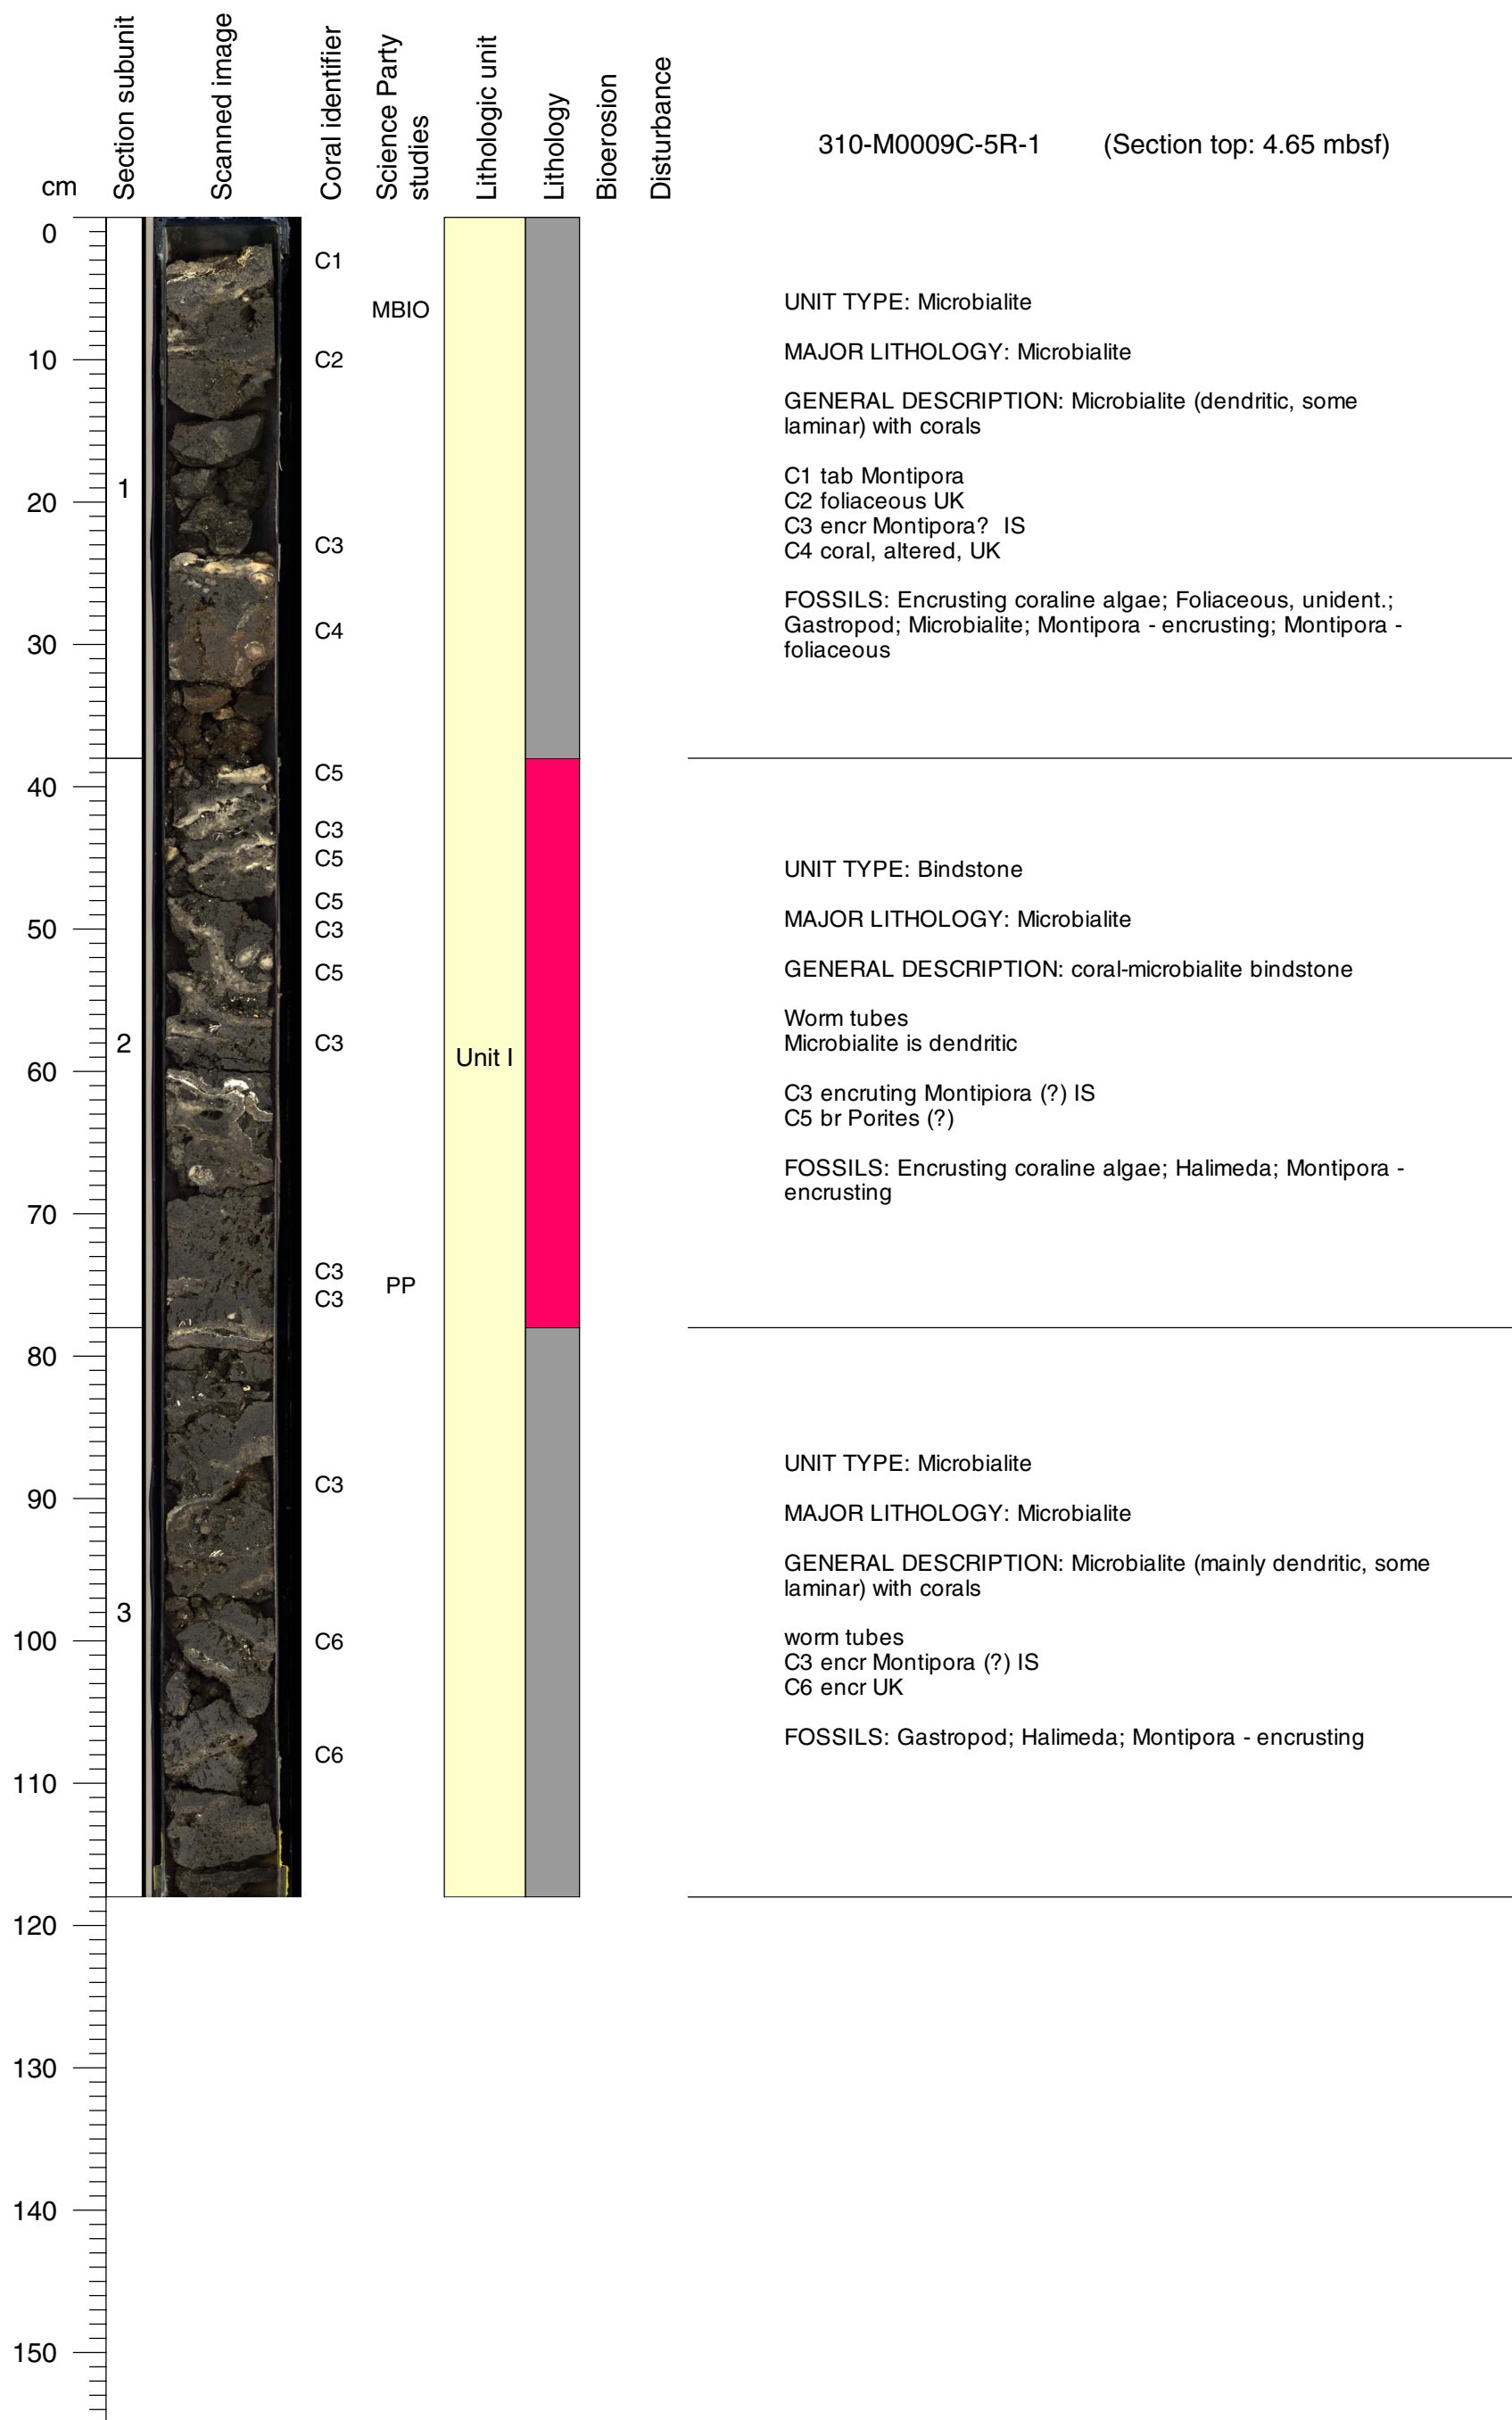 Section subunit
Scanned image
Coral identifier
Science Party
studies
Lithologic unit
Lithology
Bioerosion
Disturbance
310-M0009C-5R-1 (Section top: 4.65 mbsf)
cm
0
10
20
30
40
50
60
70
80
90
100
110
120
130
140
150
1
2
3
C1
C2
C3
C4
C5
C3
C5
C5
C3
C5
C3
C3
C3
C3
C6
C6
MBIO
PP
Unit I
UNIT TYPE: Microbialite
MAJOR LITHOLOGY: Microbialite
GENERAL DESCRIPTION: Microbialite (dendritic, some
laminar) with corals
C1 tab Montipora
C2 foliaceous UK
C3 encr Montipora? IS
C4 coral, altered, UK
FOSSILS: Encrusting coraline algae; Foliaceous, unident.;
Gastropod; Microbialite; Montipora - encrusting; Montipora -
foliaceous
UNIT TYPE: Bindstone
MAJOR LITHOLOGY: Microbialite
GENERAL DESCRIPTION: coral-microbialite bindstone
Worm tubes
Microbialite is dendritic
C3 encruting Montipiora (?) IS
C5 br Porites (?)
FOSSILS: Encrusting coraline algae; Halimeda; Montipora -
encrusting
UNIT TYPE: Microbialite
MAJOR LITHOLOGY: Microbialite
GENERAL DESCRIPTION: Microbialite (mainly dendritic, some
laminar) with corals
worm tubes
C3 encr Montipora (?) IS
C6 encr UK
FOSSILS: Gastropod; Halimeda; Montipora - encrusting